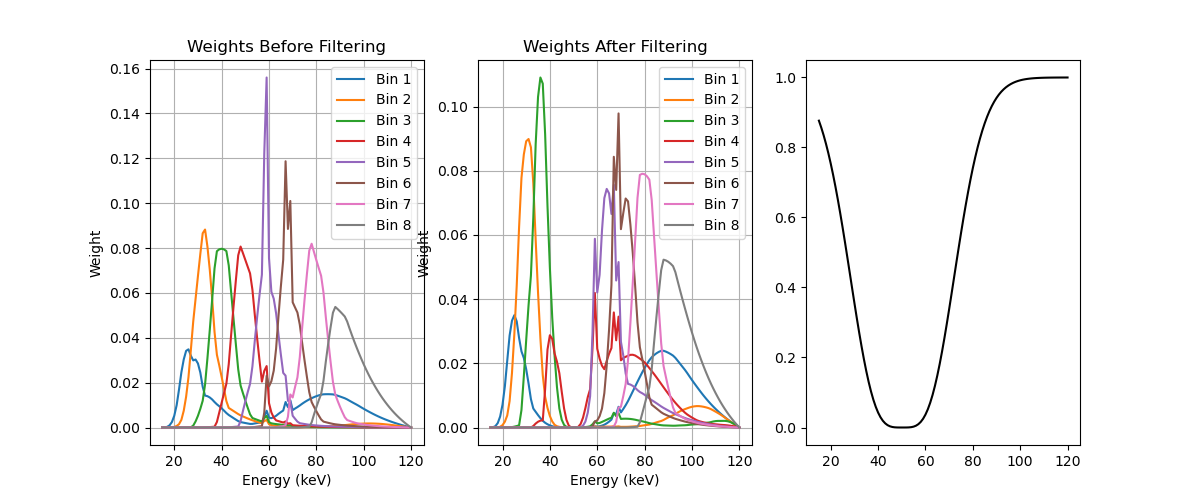 Weights Before Filtering
0.16
0.14
0.12
0.10
0.08
0.06
0.04
0.02
0.00
Weight
20 40 60 80 100 120
Energy (keV)
Bin 1
Bin 2
Bin 3
Bin 4
Bin 5
Bin 6
Bin 7
Bin 8
Weights After Filtering
0.10
0.08
0.06
0.04
0.02
0.00
Weight
20 40 60 80 100 120
Energy (keV)
Bin 1
Bin 2
Bin 3
Bin 4
Bin 5
Bin 6
Bin 7
Bin 8
1.0
0.8
0.6
0.4
0.2
0.0
20 40 60 80 100 120